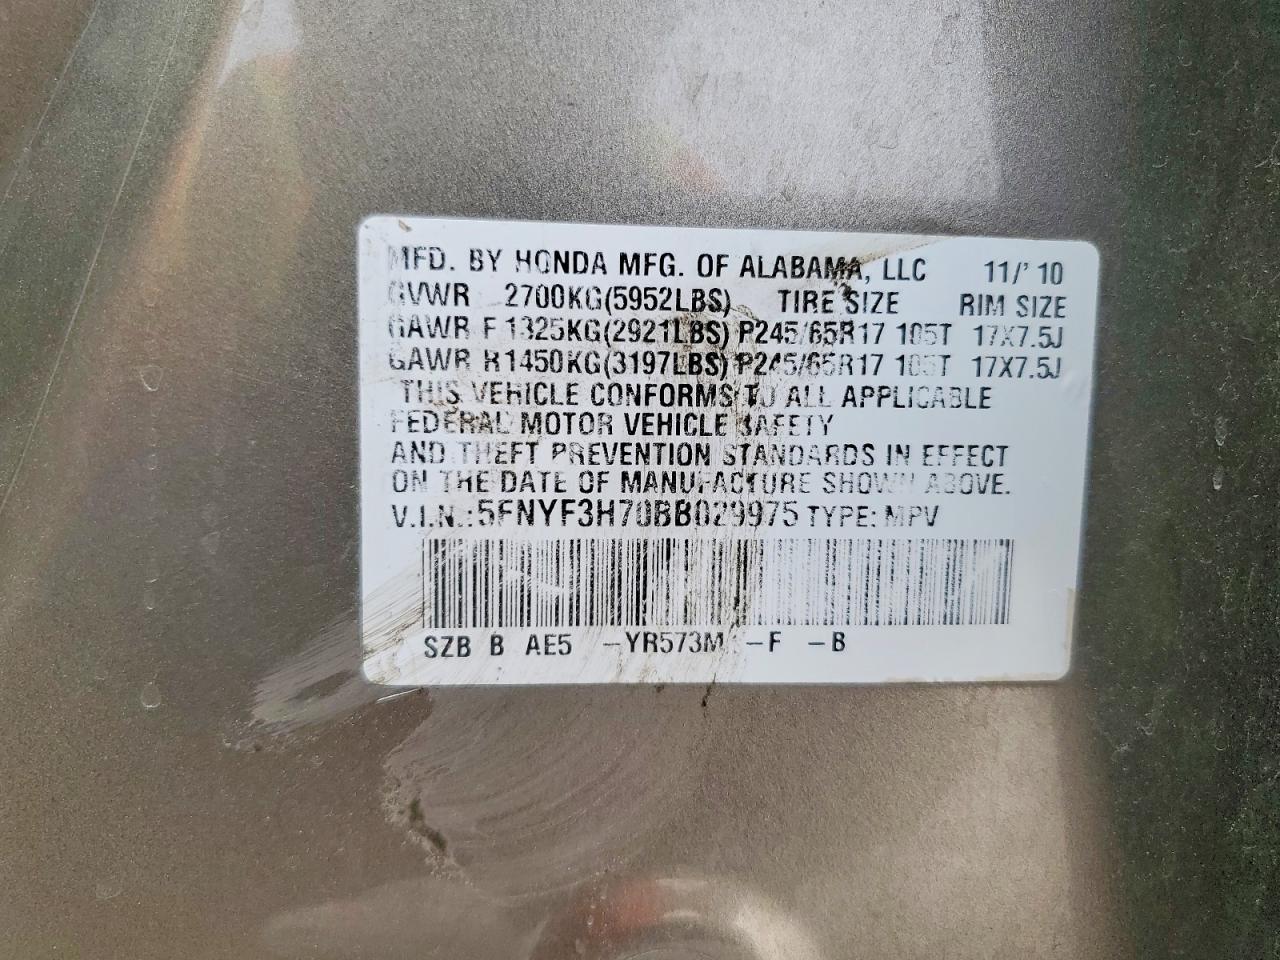 MFD. BY HONDA MFG. OF ALABAMA, LLC 11/' 10
GVWR 2700KG(5952LBS) TIRE SIZE RIM SIZE
GAWR F 1325KG(2921LBS) P245/65R17 105T 17X7.5J
GAWR R1450KG(3197LBS) P245/65R17 105T 17X7.5J
THIS VEHICLE CONFORMS TO ALL APPLICABLE
FEDERAL MOTOR VEHICLE SAFETY
AND THEFT PREVENTION STANDARDS IN EFFECT
ON THE DATE OF MANUFACTURE SHOWN ABOVE.
V.I.N.: 5FNYF3H70BB029975 TYPE: MPV
SZB B AE5 -YR573M -F -B